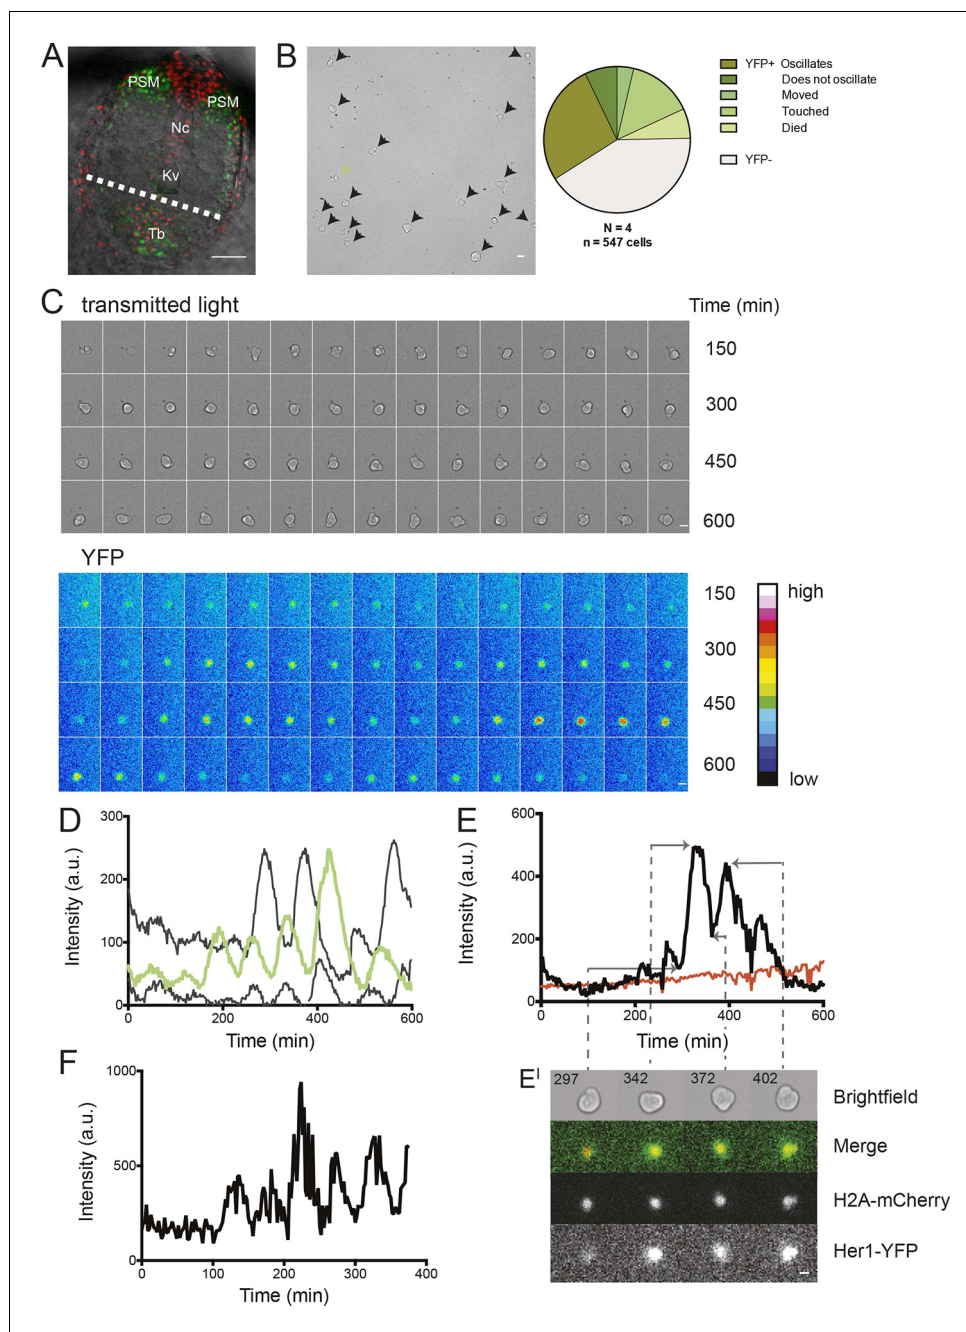 A
PSM
PSM
Nc
Kv
Tb
B
N = 4
n = 547 cells
YFP+ Oscillates
Does not oscillate
Moved
Touched
Died
YFP-
C transmitted light
Time (min)
150
300
450
600
YFP
150
300
450
600
high
low
D
300
200
100
0
Intensity (a.u.)
0 200 400 600
Time (min)
E
600
400
200
0
Intensity (a.u.)
0 200 400 600
Time (min)
F
1000
500
0
Intensity (a.u.)
0 100 200 300 400
Time (min)
E'
297 342 372 402
Brightfield
Merge
H2A-mCherry
Her1-YFP